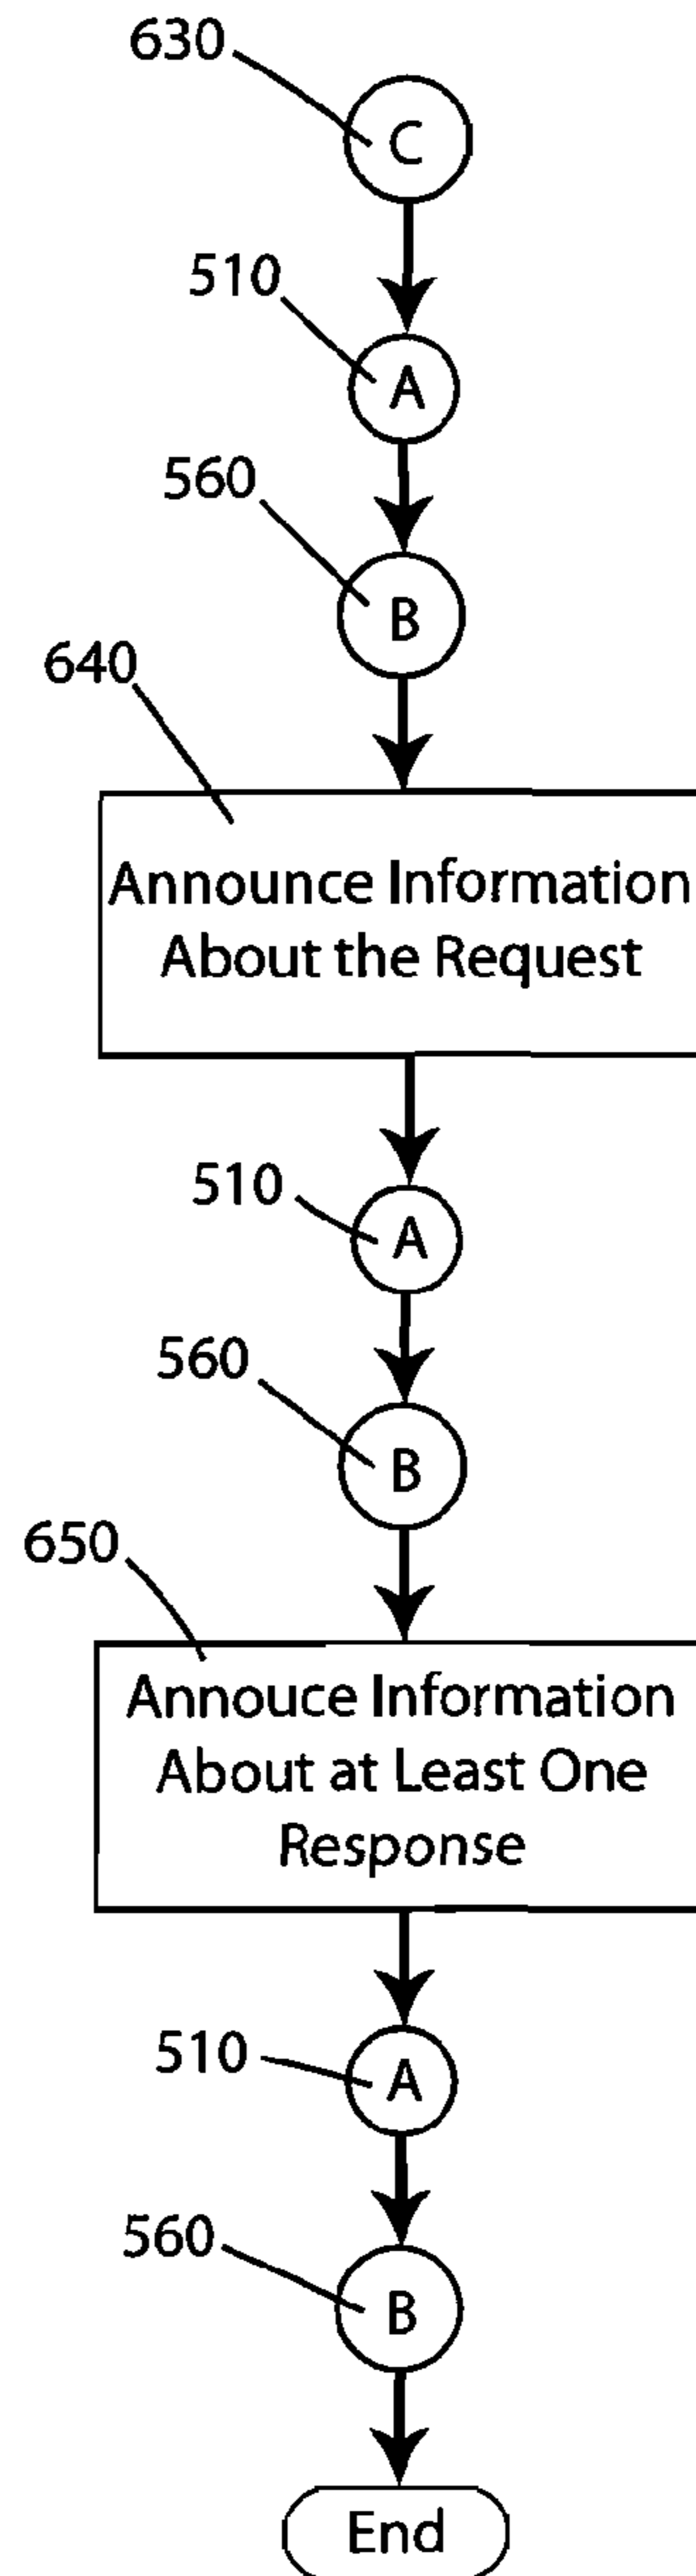 630
C
510
A
560
B
640
Announce Information
About the Request
510
A
560
B
650
Annouce Information
About at Least One
Response
510
A
560
B
End